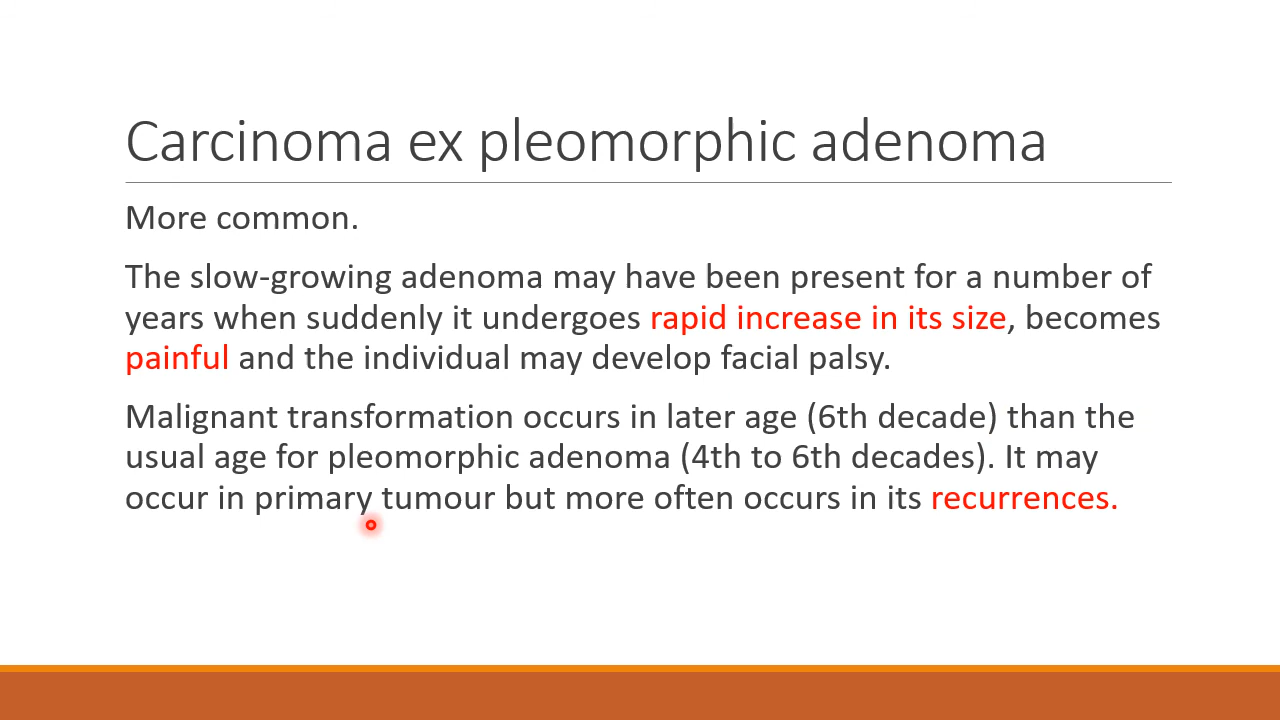 Carcinoma ex pleomorphic adenoma
More common.
The slow-growing adenoma may have been present for a number of
years when suddenly it undergoes rapid increase in its size, becomes
painful and the individual may develop facial palsy.
Malignant transformation occurs in later age (6th decade) than the
usual age for pleomorphic adenoma (4th to 6th decades). It may
occur in primary tumour but more often occurs in its recurrences.